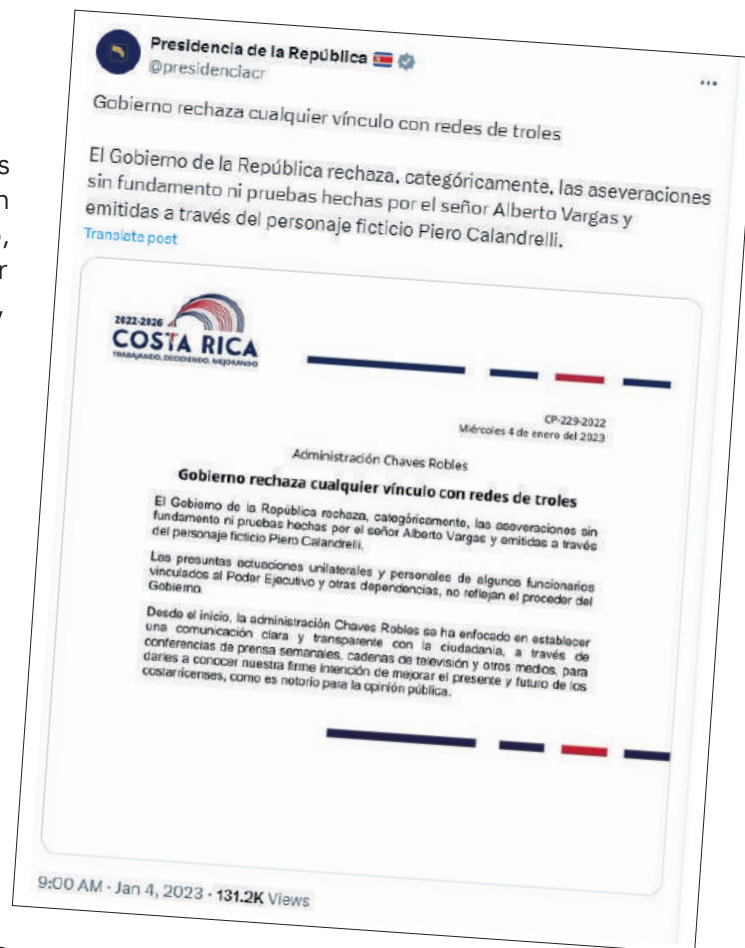 s
n
,
r
,
Presidencia de la República
@presidenciacr
Gobierno rechaza cualquier vínculo con redes de troles
El Gobierno de la República rechaza, categóricamente, las aseveraciones
sin fundamento ni pruebas hechas por el señor Alberto Vargas y
emitidas a través del personaje ficticio Piero Calandrelli.
Translate post
2022-2026
COSTA RICA
TRABAJANDO, DECIDIENDO, MEJORANDO
CP-229-2022
Miércoles 4 de enero del 2023
Administración Chaves Robles
Gobierno rechaza cualquier vínculo con redes de troles
El Gobierno de la República rechaza, categóricamente, las aseveraciones sin
fundamento ni pruebas hechas por el señor Alberto Vargas y emitidas a través
del personaje ficticio Piero Calandrelli.
Las presuntas actuaciones unilaterales y personales de algunos funcionarios
vinculados al Poder Ejecutivo y otras dependencias, no reflejan el proceder del
Gobierno.
Desde el inicio, la administración Chaves Robles se ha enfocado en establecer
una comunicación clara y transparente con la ciudadanía, a través de
conferencias de prensa semanales, cadenas de televisión y otros medios, para
darles a conocer nuestra firme intención de mejorar el presente y futuro de los
costarricenses, como es notorio para la opinión pública.
9:00 AM · Jan 4, 2023 · 131.2K Views